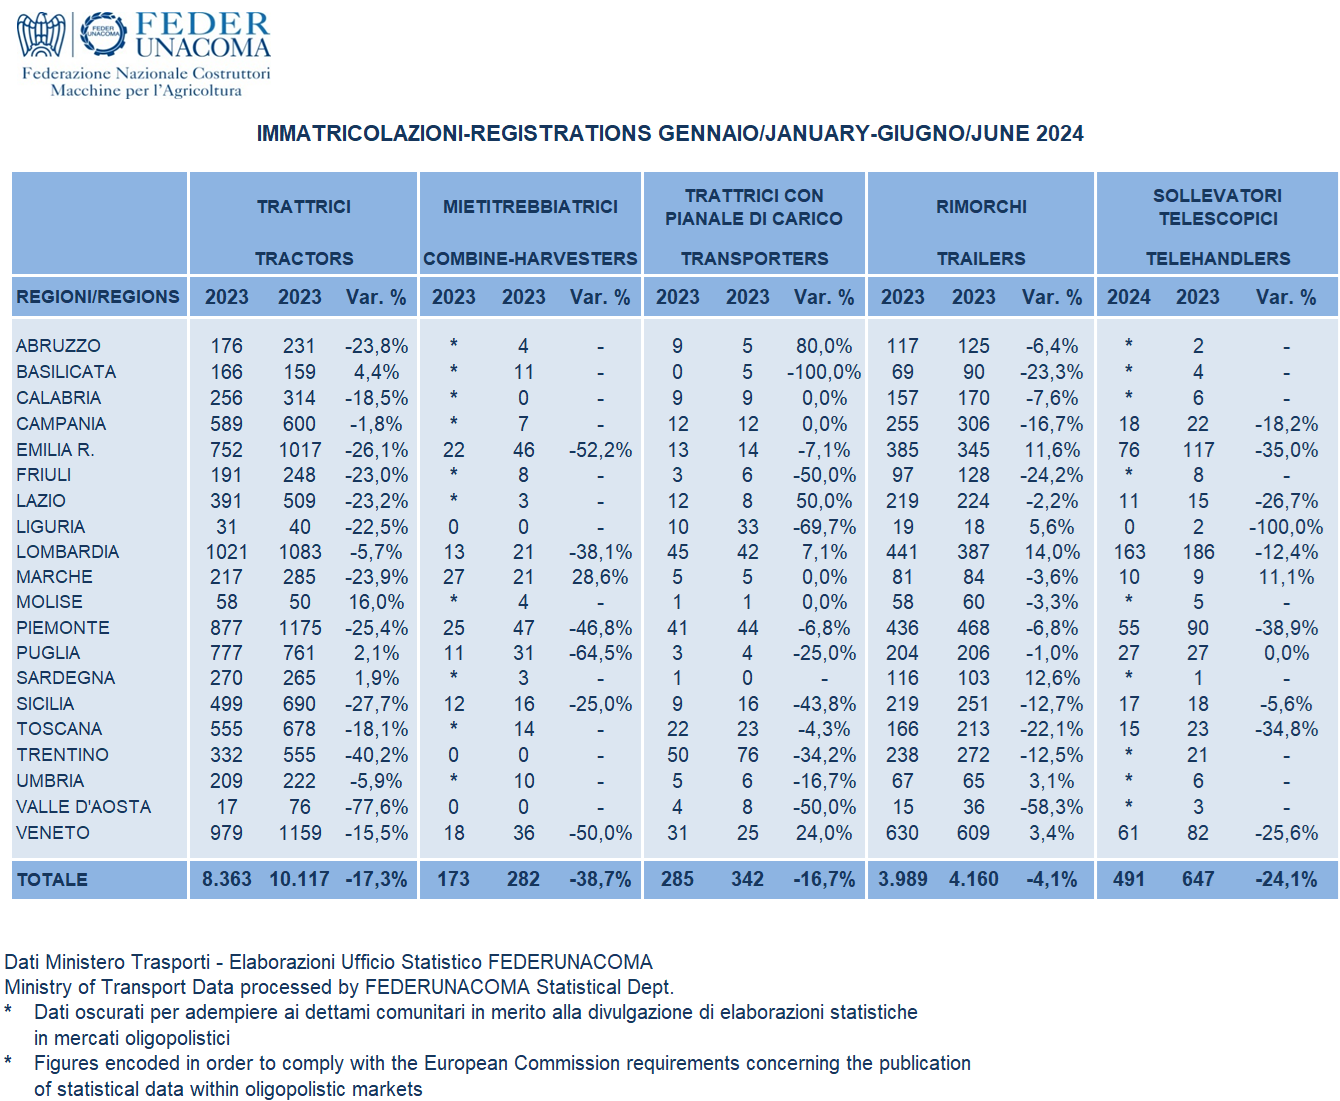 FEDER
UNACOMA
FEDER
UNACOMA
Federazione Nazionale Costruttori
Macchine per l'Agricoltura
IMMATRICOLAZIONI-REGISTRATIONS GENNAIO/JANUARY-GIUGNO/JUNE 2024
TRATTRICI MIETITREBBIATRICI TRATTRICI CON PIANALE DI CARICO RIMORCHI SOLLEVATORI TELESCOPICI
TRACTORS COMBINE-HARVESTERS TRANSPORTERS TRAILERS TELEHANDLERS
REGIONI/REGIONS 2023 2023 Var. % 2023 2023 Var. % 2023 2023 Var. % 2023 2023 Var. % 2024 2023 Var. %
ABRUZZO 176 231 -23,8% * 4 - 9 5 80,0% 117 125 -6,4% * 2 -
BASILICATA 166 159 4,4% * 11 - 0 5 -100,0% 69 90 -23,3% * 4 -
CALABRIA 256 314 -18,5% * 0 - 9 9 0,0% 157 170 -7,6% * 6 -
CAMPANIA 589 600 -1,8% * 7 - 12 12 0,0% 255 306 -16,7% 18 22 -18,2%
EMILIA R. 752 1017 -26,1% 22 46 -52,2% 13 14 -7,1% 385 345 11,6% 76 117 -35,0%
FRIULI 191 248 -23,0% * 8 - 3 6 -50,0% 97 128 -24,2% * 8 -
LAZIO 391 509 -23,2% * 3 - 12 8 50,0% 219 224 -2,2% 11 15 -26,7%
LIGURIA 31 40 -22,5% 0 0 - 10 33 -69,7% 19 18 5,6% 0 2 -100,0%
LOMBARDIA 1021 1083 -5,7% 13 21 -38,1% 45 42 7,1% 441 387 14,0% 163 186 -12,4%
MARCHE 217 285 -23,9% 27 21 28,6% 5 5 0,0% 81 84 -3,6% 10 9 11,1%
MOLISE 58 50 16,0% * 4 - 1 1 0,0% 58 60 -3,3% * 5 -
PIEMONTE 877 1175 -25,4% 25 47 -46,8% 41 44 -6,8% 436 468 -6,8% 55 90 -38,9%
PUGLIA 777 761 2,1% 11 31 -64,5% 3 4 -25,0% 204 206 -1,0% 27 27 0,0%
SARDEGNA 270 265 1,9% * 3 - 1 0 - 116 103 12,6% * 1 -
SICILIA 499 690 -27,7% 12 16 -25,0% 9 16 -43,8% 219 251 -12,7% 17 18 -5,6%
TOSCANA 555 678 -18,1% * 14 - 22 23 -4,3% 166 213 -22,1% 15 23 -34,8%
TRENTINO 332 555 -40,2% 0 0 - 50 76 -34,2% 238 272 -12,5% * 21 -
UMBRIA 209 222 -5,9% * 10 - 5 6 -16,7% 67 65 3,1% * 6 -
VALLE D'AOSTA 17 76 -77,6% 0 0 - 4 8 -50,0% 15 36 -58,3% * 3 -
VENETO 979 1159 -15,5% 18 36 -50,0% 31 25 24,0% 630 609 3,4% 61 82 -25,6%
TOTALE 8.363 10.117 -17,3% 173 282 -38,7% 285 342 -16,7% 3.989 4.160 -4,1% 491 647 -24,1%
Dati Ministero Trasporti - Elaborazioni Ufficio Statistico FEDERUNACOMA
Ministry of Transport Data processed by FEDERUNACOMA Statistical Dept.
* Dati oscurati per adempiere ai dettami comunitari in merito alla divulgazione di elaborazioni statistiche
in mercati oligopolistici
* Figures encoded in order to comply with the European Commission requirements concerning the publication
of statistical data within oligopolistic markets